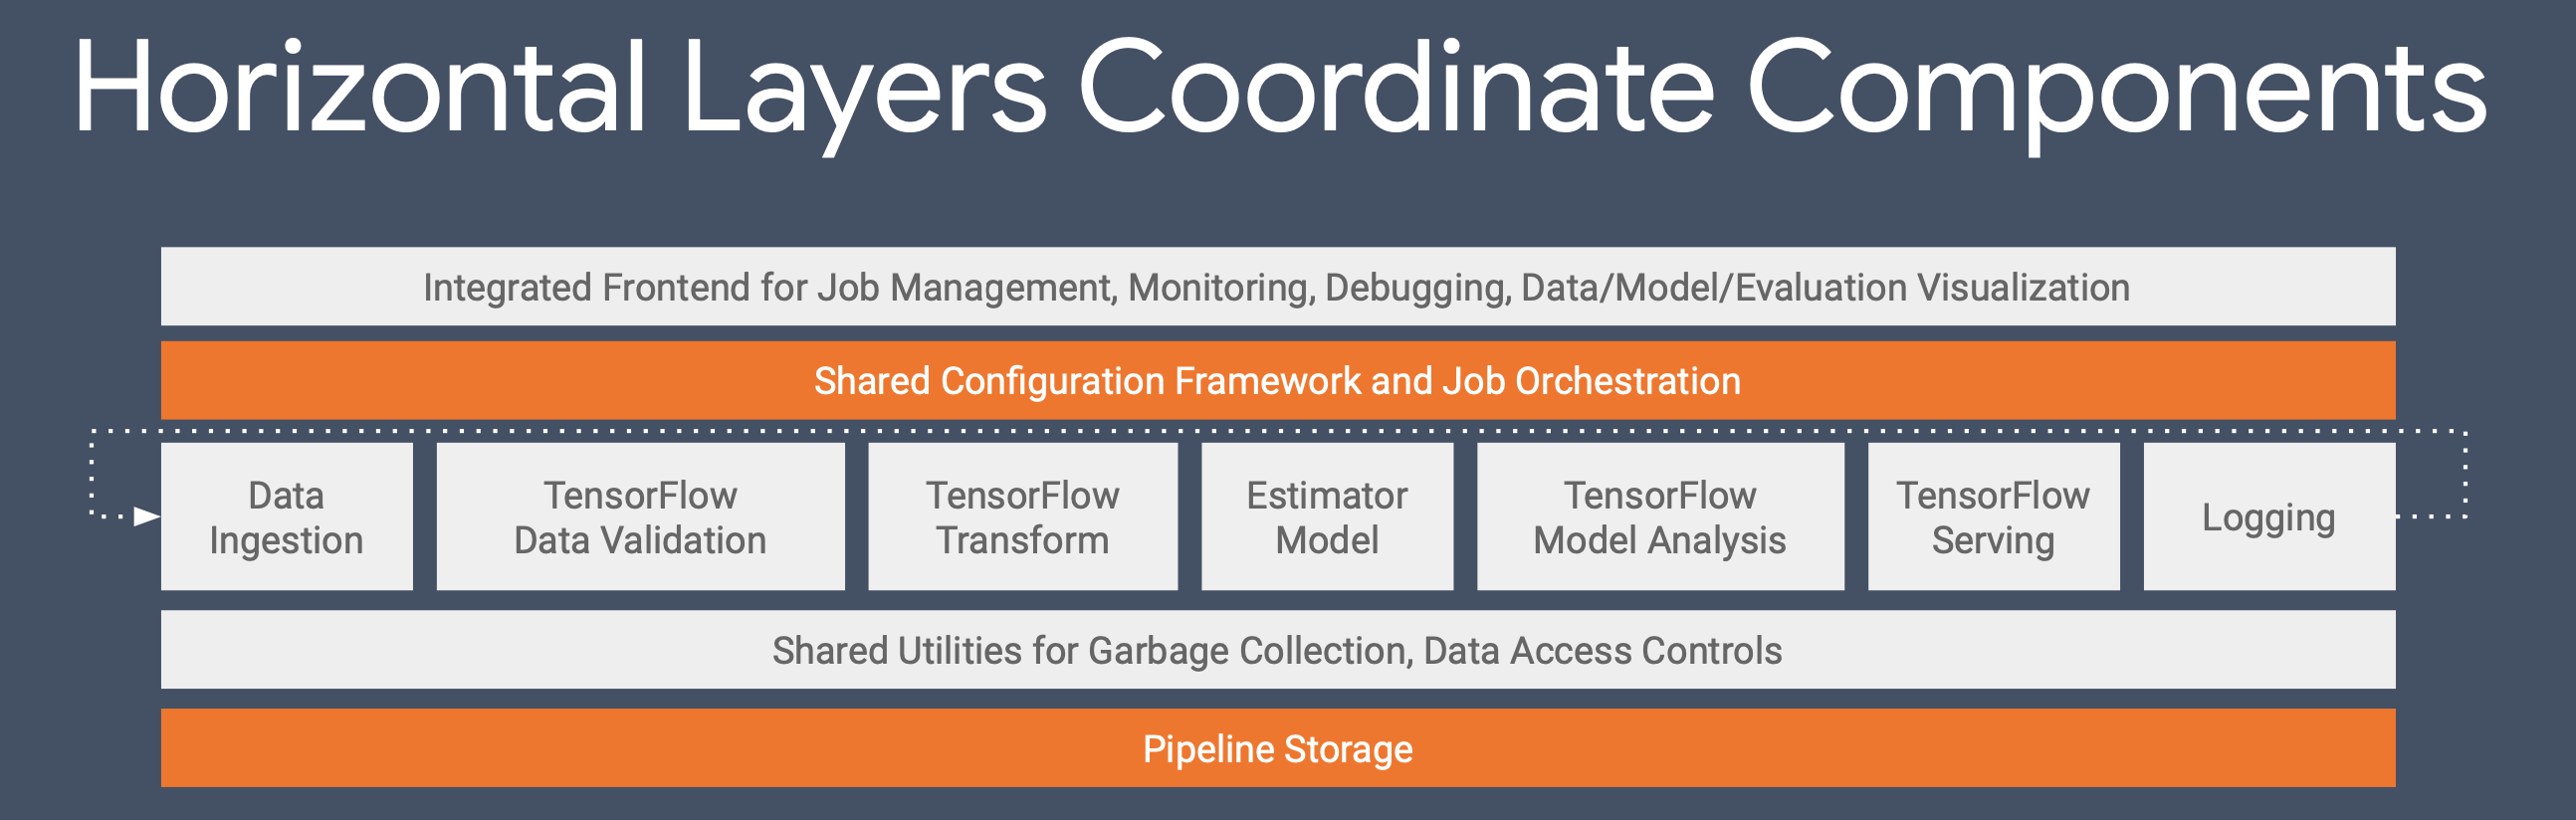 Horizontal Layers Coordinate Components
Integrated Frontend for Job Management, Monitoring, Debugging, Data/Model/Evaluation Visualization
Shared Configuration Framework and Job Orchestration
Data
Ingestion
TensorFlow
Data Validation
TensorFlow
Transform
Estimator
Model
TensorFlow
Model Analysis
TensorFlow
Serving
Logging
Shared Utilities for Garbage Collection, Data Access Controls
Pipeline Storage